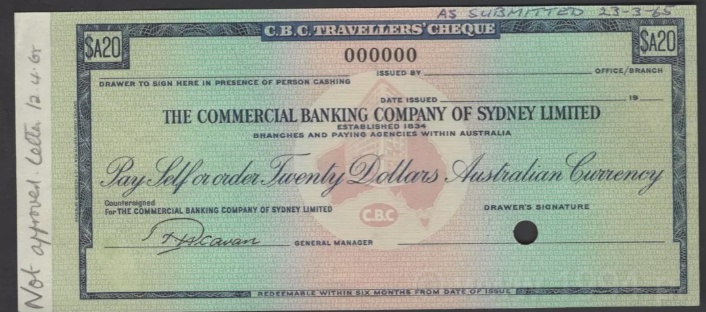 AS SUBMITTED 23-3-65
C.B.C. TRAVELLERS' CHEQUE
$A20
$A20
000000
ISSUED BY OFFICE/BRANCH
DRAWER TO SIGN HERE IN PRESENCE OF PERSON CASHING
DATE ISSUED 19
THE COMMERCIAL BANKING COMPANY OF SYDNEY LIMITED
ESTABLISHED 1834
BRANCHES AND PAYING AGENCIES WITHIN AUSTRALIA
Pay Self or order Twenty Dollars Australian Currency
Countersigned
For THE COMMERCIAL BANKING COMPANY OF SYDNEY LIMITED
DRAWER'S SIGNATURE
CBC
GENERAL MANAGER
REDEEMABLE WITHIN SIX MONTHS FROM DATE OF ISSUE
Not approved. Letter 12.4.65